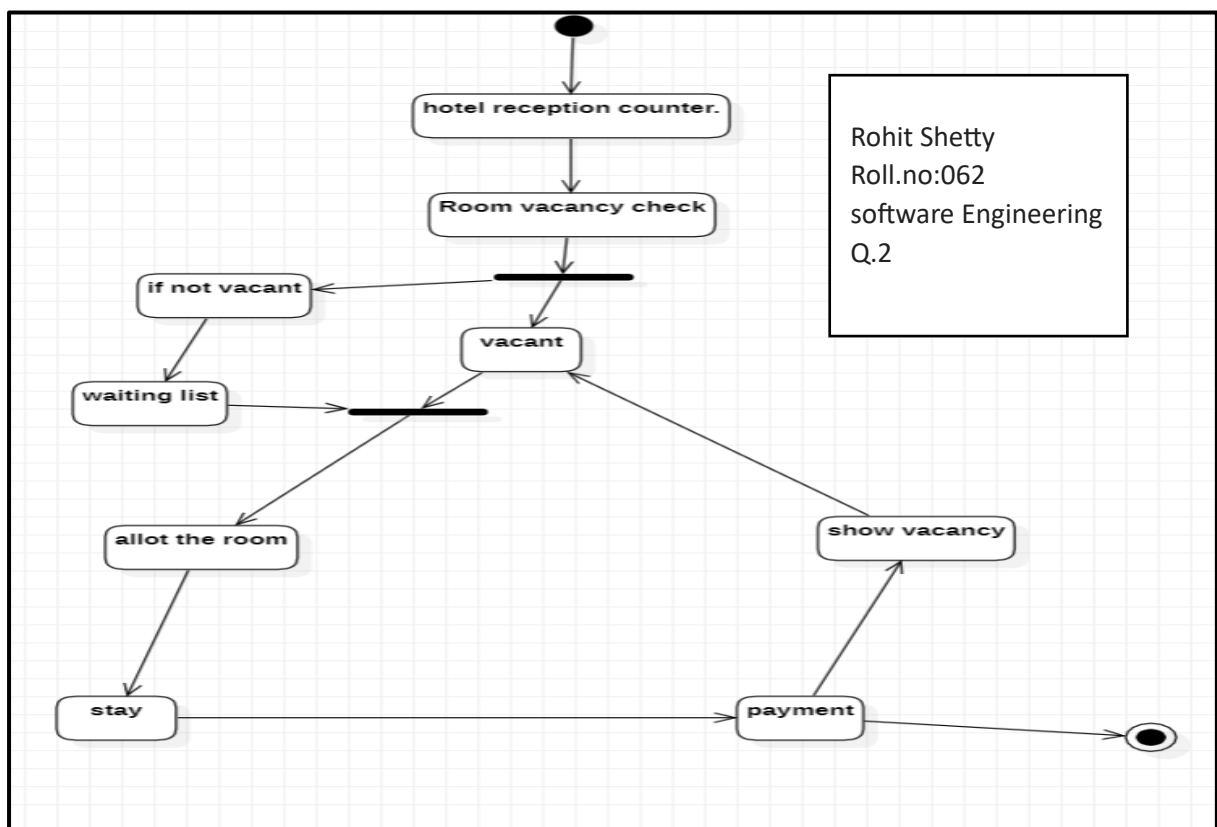 hotel reception counter.
Rohit Shetty
Roll.no:062
software Engineering
Q.2
Room vacancy check
if not vacant
vacant
waiting list
allot the room
show vacancy
stay
payment